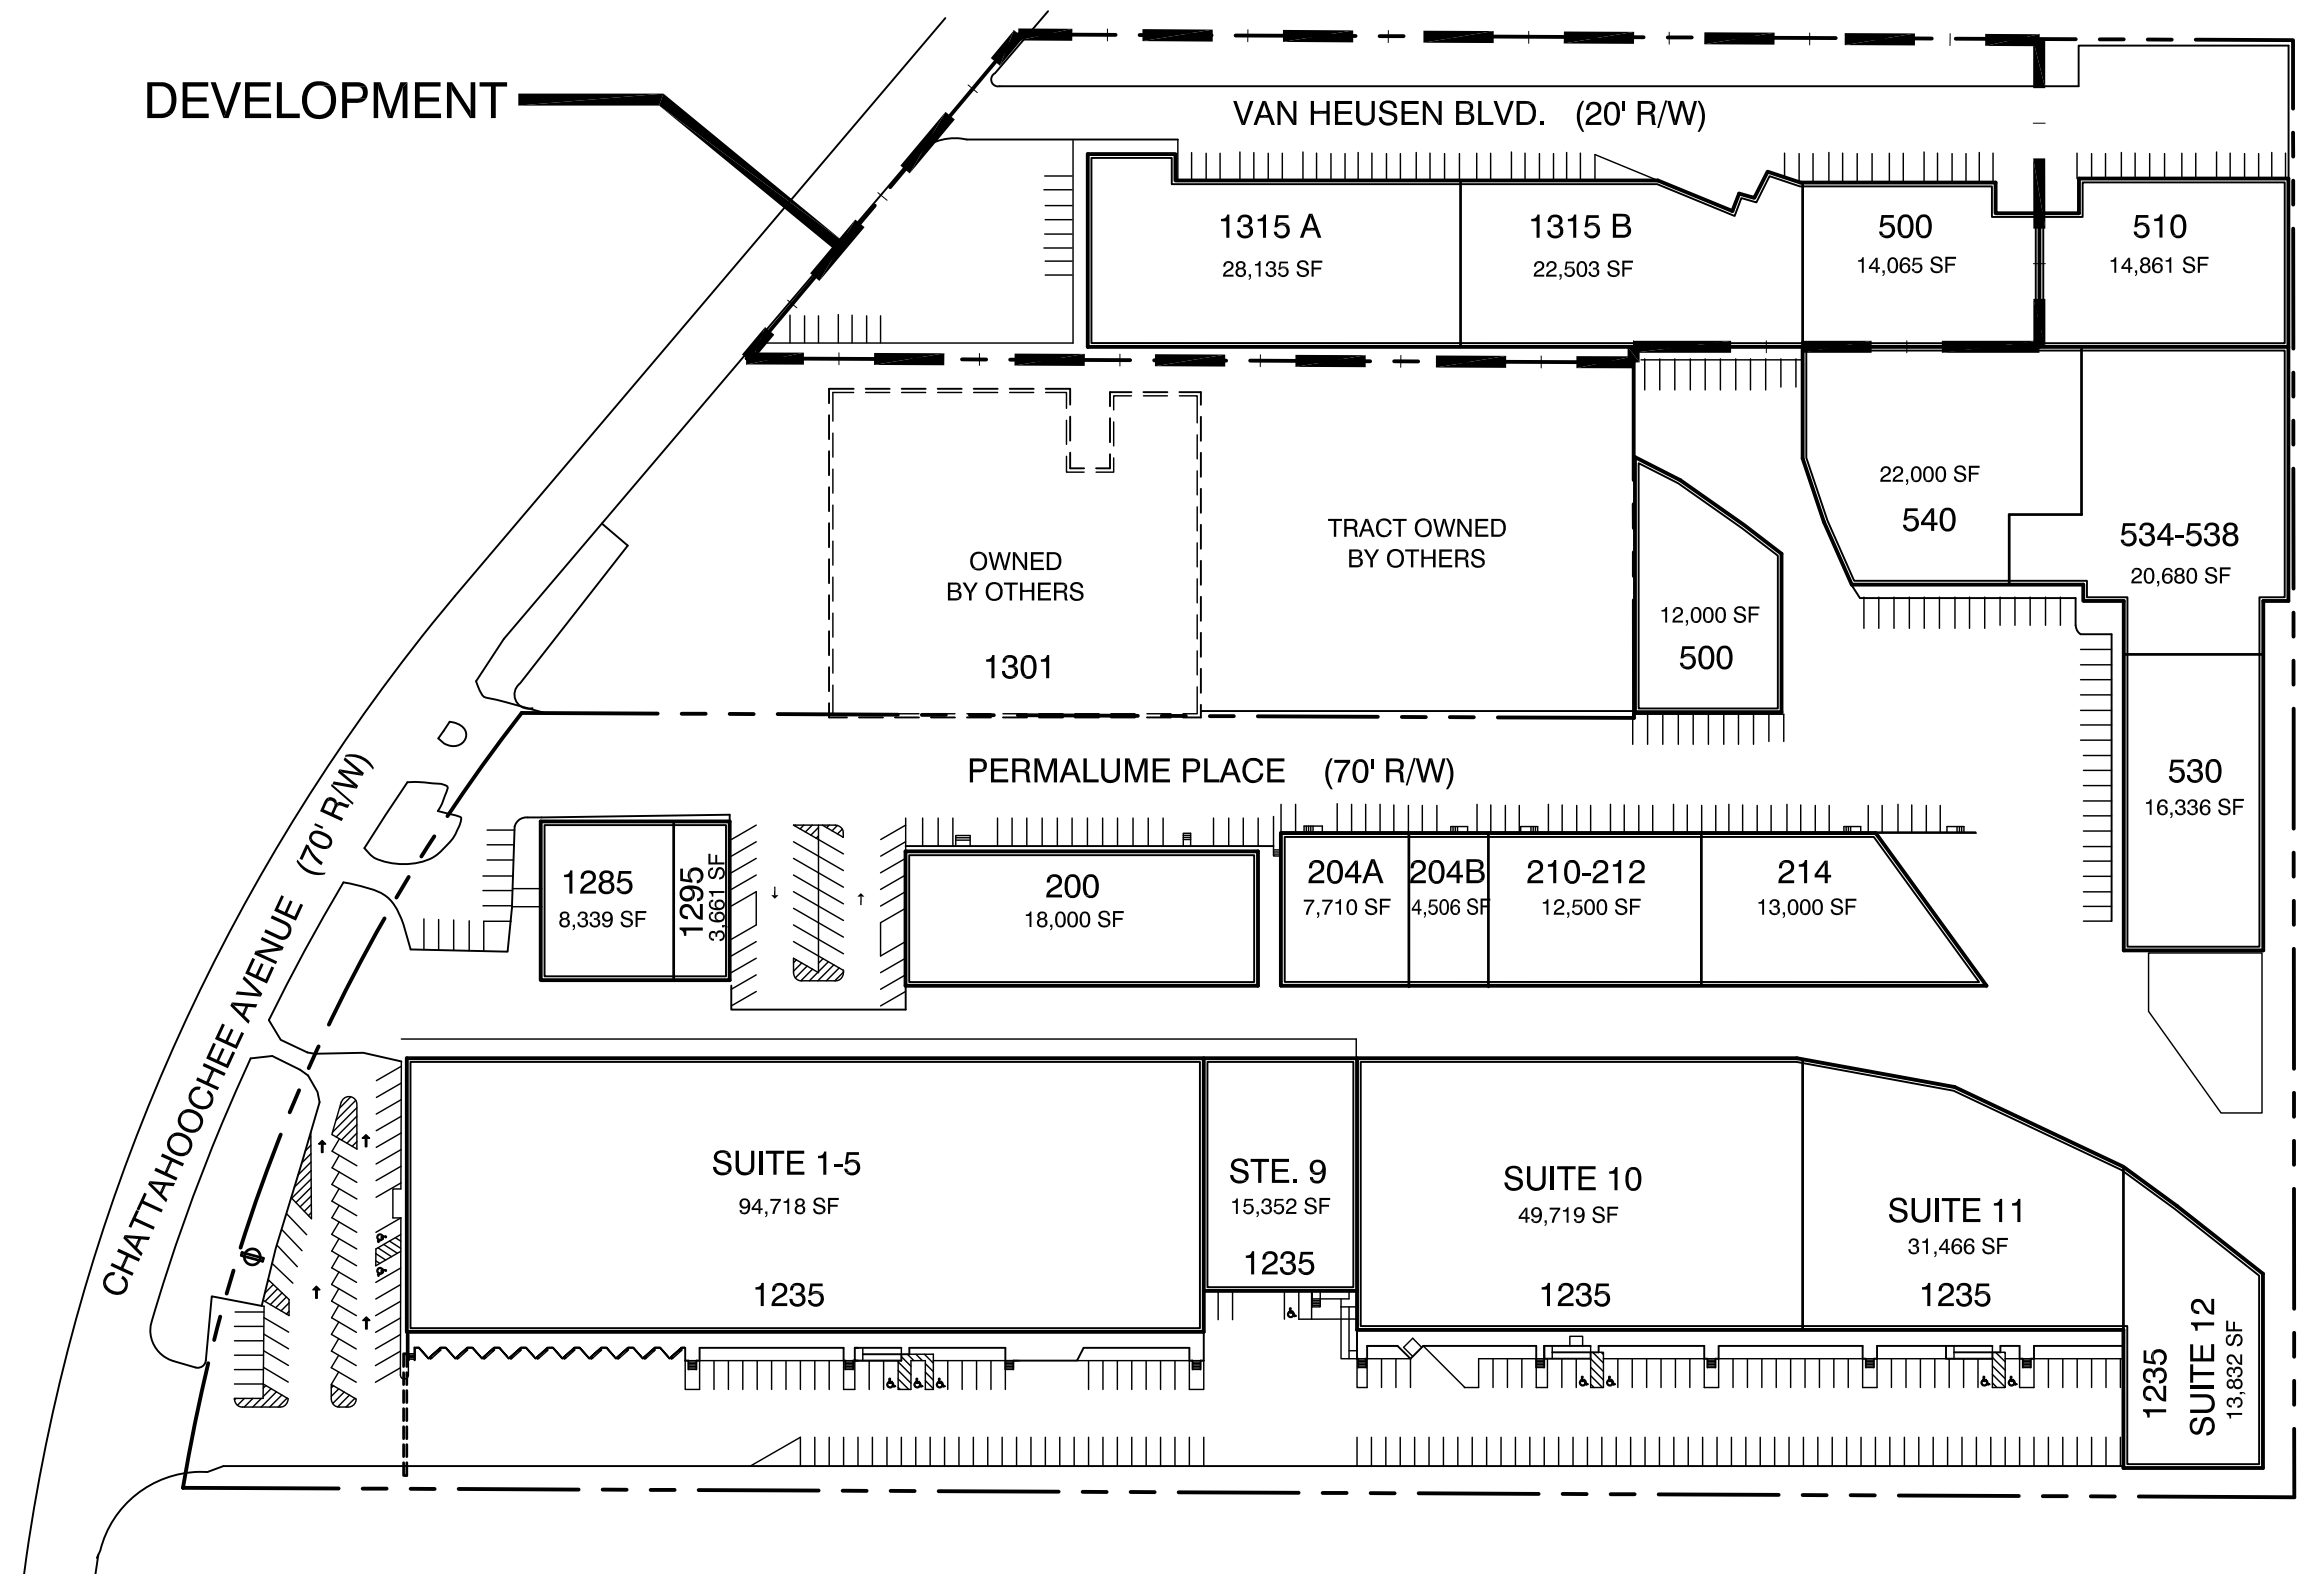 DEVELOPMENT
VAN HEUSEN BLVD. (20' R/W)
1315 A
28,135 SF
1315 B
22,503 SF
500
14,065 SF
510
14,861 SF
22,000 SF
540
534-538
20,680 SF
OWNED
BY OTHERS
1301
TRACT OWNED
BY OTHERS
12,000 SF
500
PERMALUME PLACE (70' R/W)
530
16,336 SF
CHATTAHOOCHEE AVENUE (70' R/W)
1285
8,339 SF
1295
3,661 SF
200
18,000 SF
204A
7,710 SF
204B
4,506 SF
210-212
12,500 SF
214
13,000 SF
SUITE 1-5
94,718 SF
1235
STE. 9
15,352 SF
1235
SUITE 10
49,719 SF
1235
SUITE 11
31,466 SF
1235
1235
SUITE 12
13,832 SF